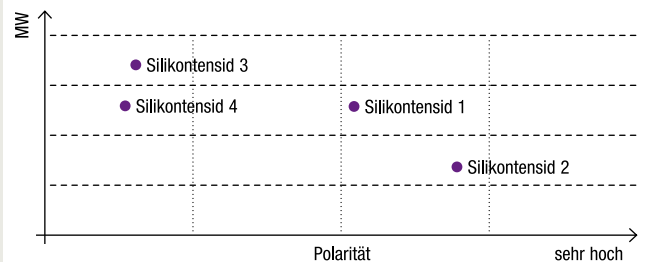 MW
Silikontensid 3
Silikontensid 4
Silikontensid 1
Silikontensid 2
Polarität
sehr hoch